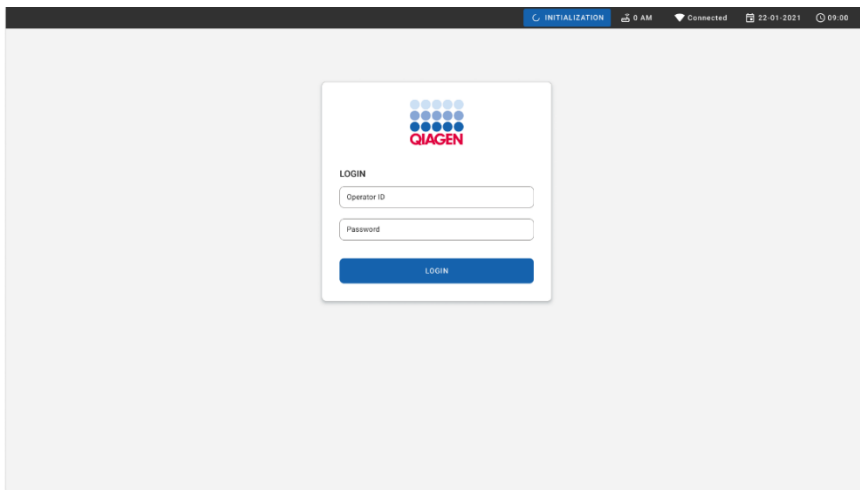 INITIALIZATION 0 AM Connected 22-01-2021 09:00
QIAGEN
LOGIN
Operator ID
Password
LOGIN